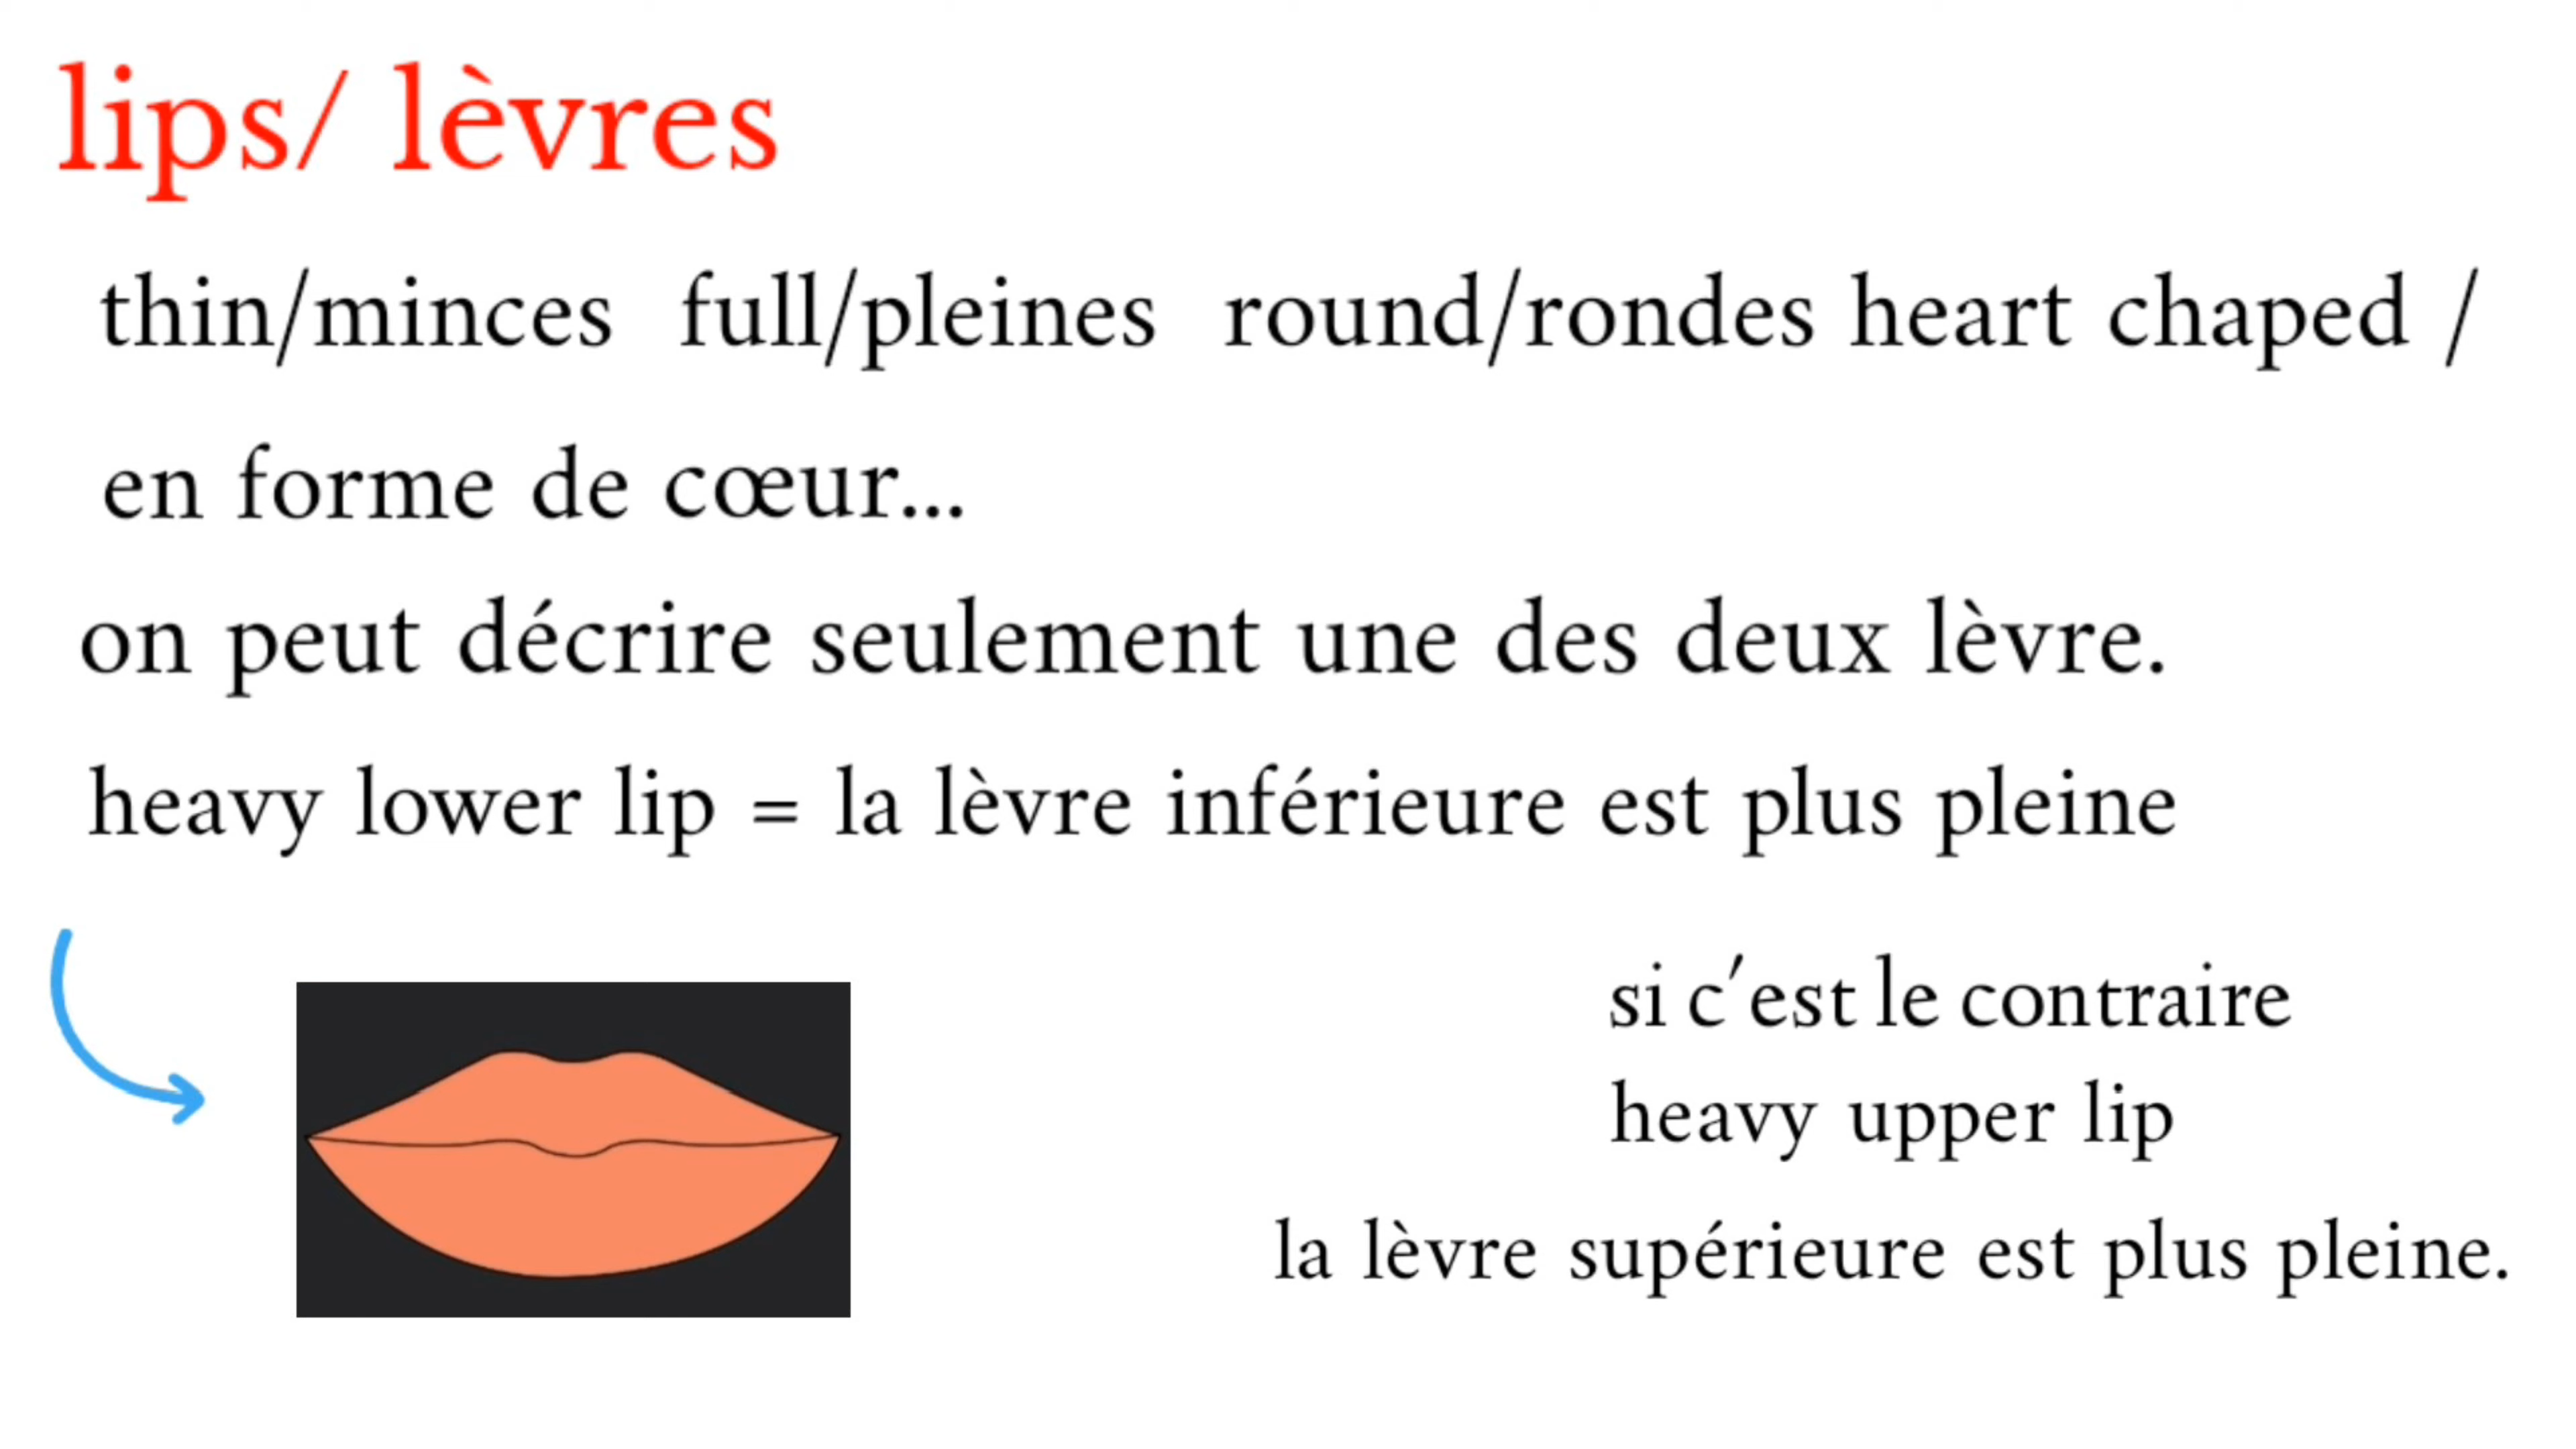 lips/ lèvres
thin/minces full/pleines round/rondes heart chaped /
en forme de cœur...
on peut décrire seulement une des deux lèvre.
heavy lower lip = la lèvre inférieure est plus pleine
si c'est le contraire
heavy upper lip
la lèvre supérieure est plus pleine.